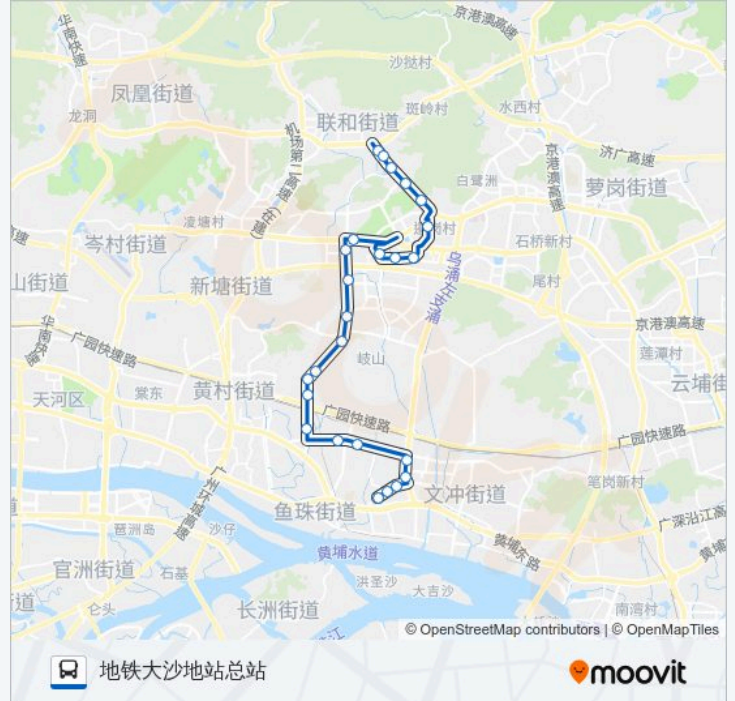 华南快速
京港澳高速
沙挞村
凤凰街道
斑岭村
水西村
龙洞
联和街道
机场第二高速(在建)
京港澳高速
济广高速
白鹭洲
萝岗街道
凌塘村
岑村街道
石桥新村
乌涌左支涌
山街道
新塘街道
尾村
华南快
广园快速路
京港澳高速
岐山
莲潭村
天河区
棠东
黄村街道
云埔街
广园快速路
广园快速路
广州环城高速
笔岗新村
文冲街道
鱼珠街道
琶洲岛
沙仔
广深沿江高
黄埔水道
黄埔东路
黄埔
官洲街道
石基
洪圣沙
大吉沙
街道
仑头
长洲街道
南湾村
© OpenStreetMap contributors | © OpenMapTiles
地铁大沙地站总站
moovit